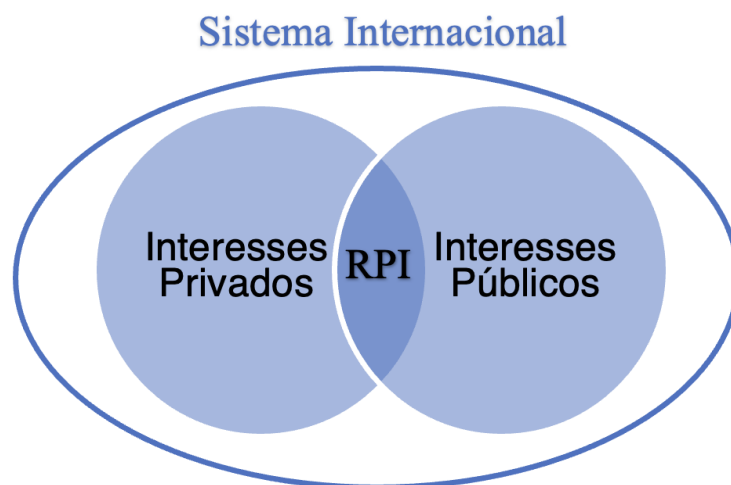 Sistema Internacional
Interesses
Privados
RPI
Interesses
Públicos